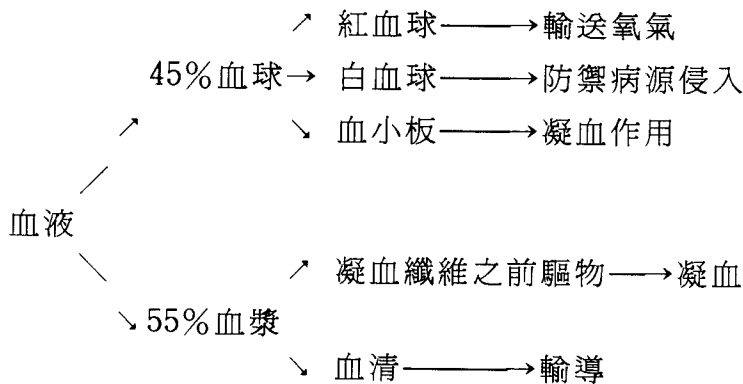 紅血球→輸送氧氣
45%血球→白血球→防禦病源侵入
血小板→凝血作用
血液
凝血纖維之前驅物→凝血
55%血漿
血清→輸導